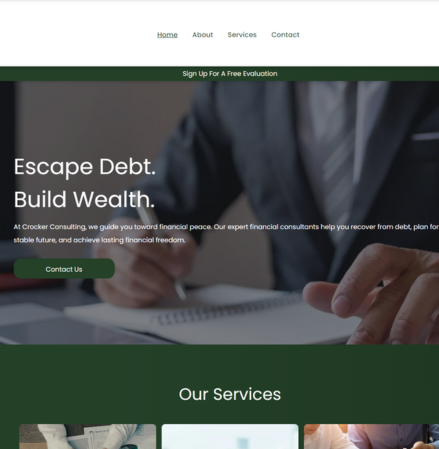 Home About Services Contact
Sign Up For A Free Evaluation
Escape Debt.
Build Wealth.
At Crocker Consulting, we guide you toward financial peace. Our expert financial consultants help you recover from debt, plan for
stable future, and achieve lasting financial freedom.
Contact Us
Our Services